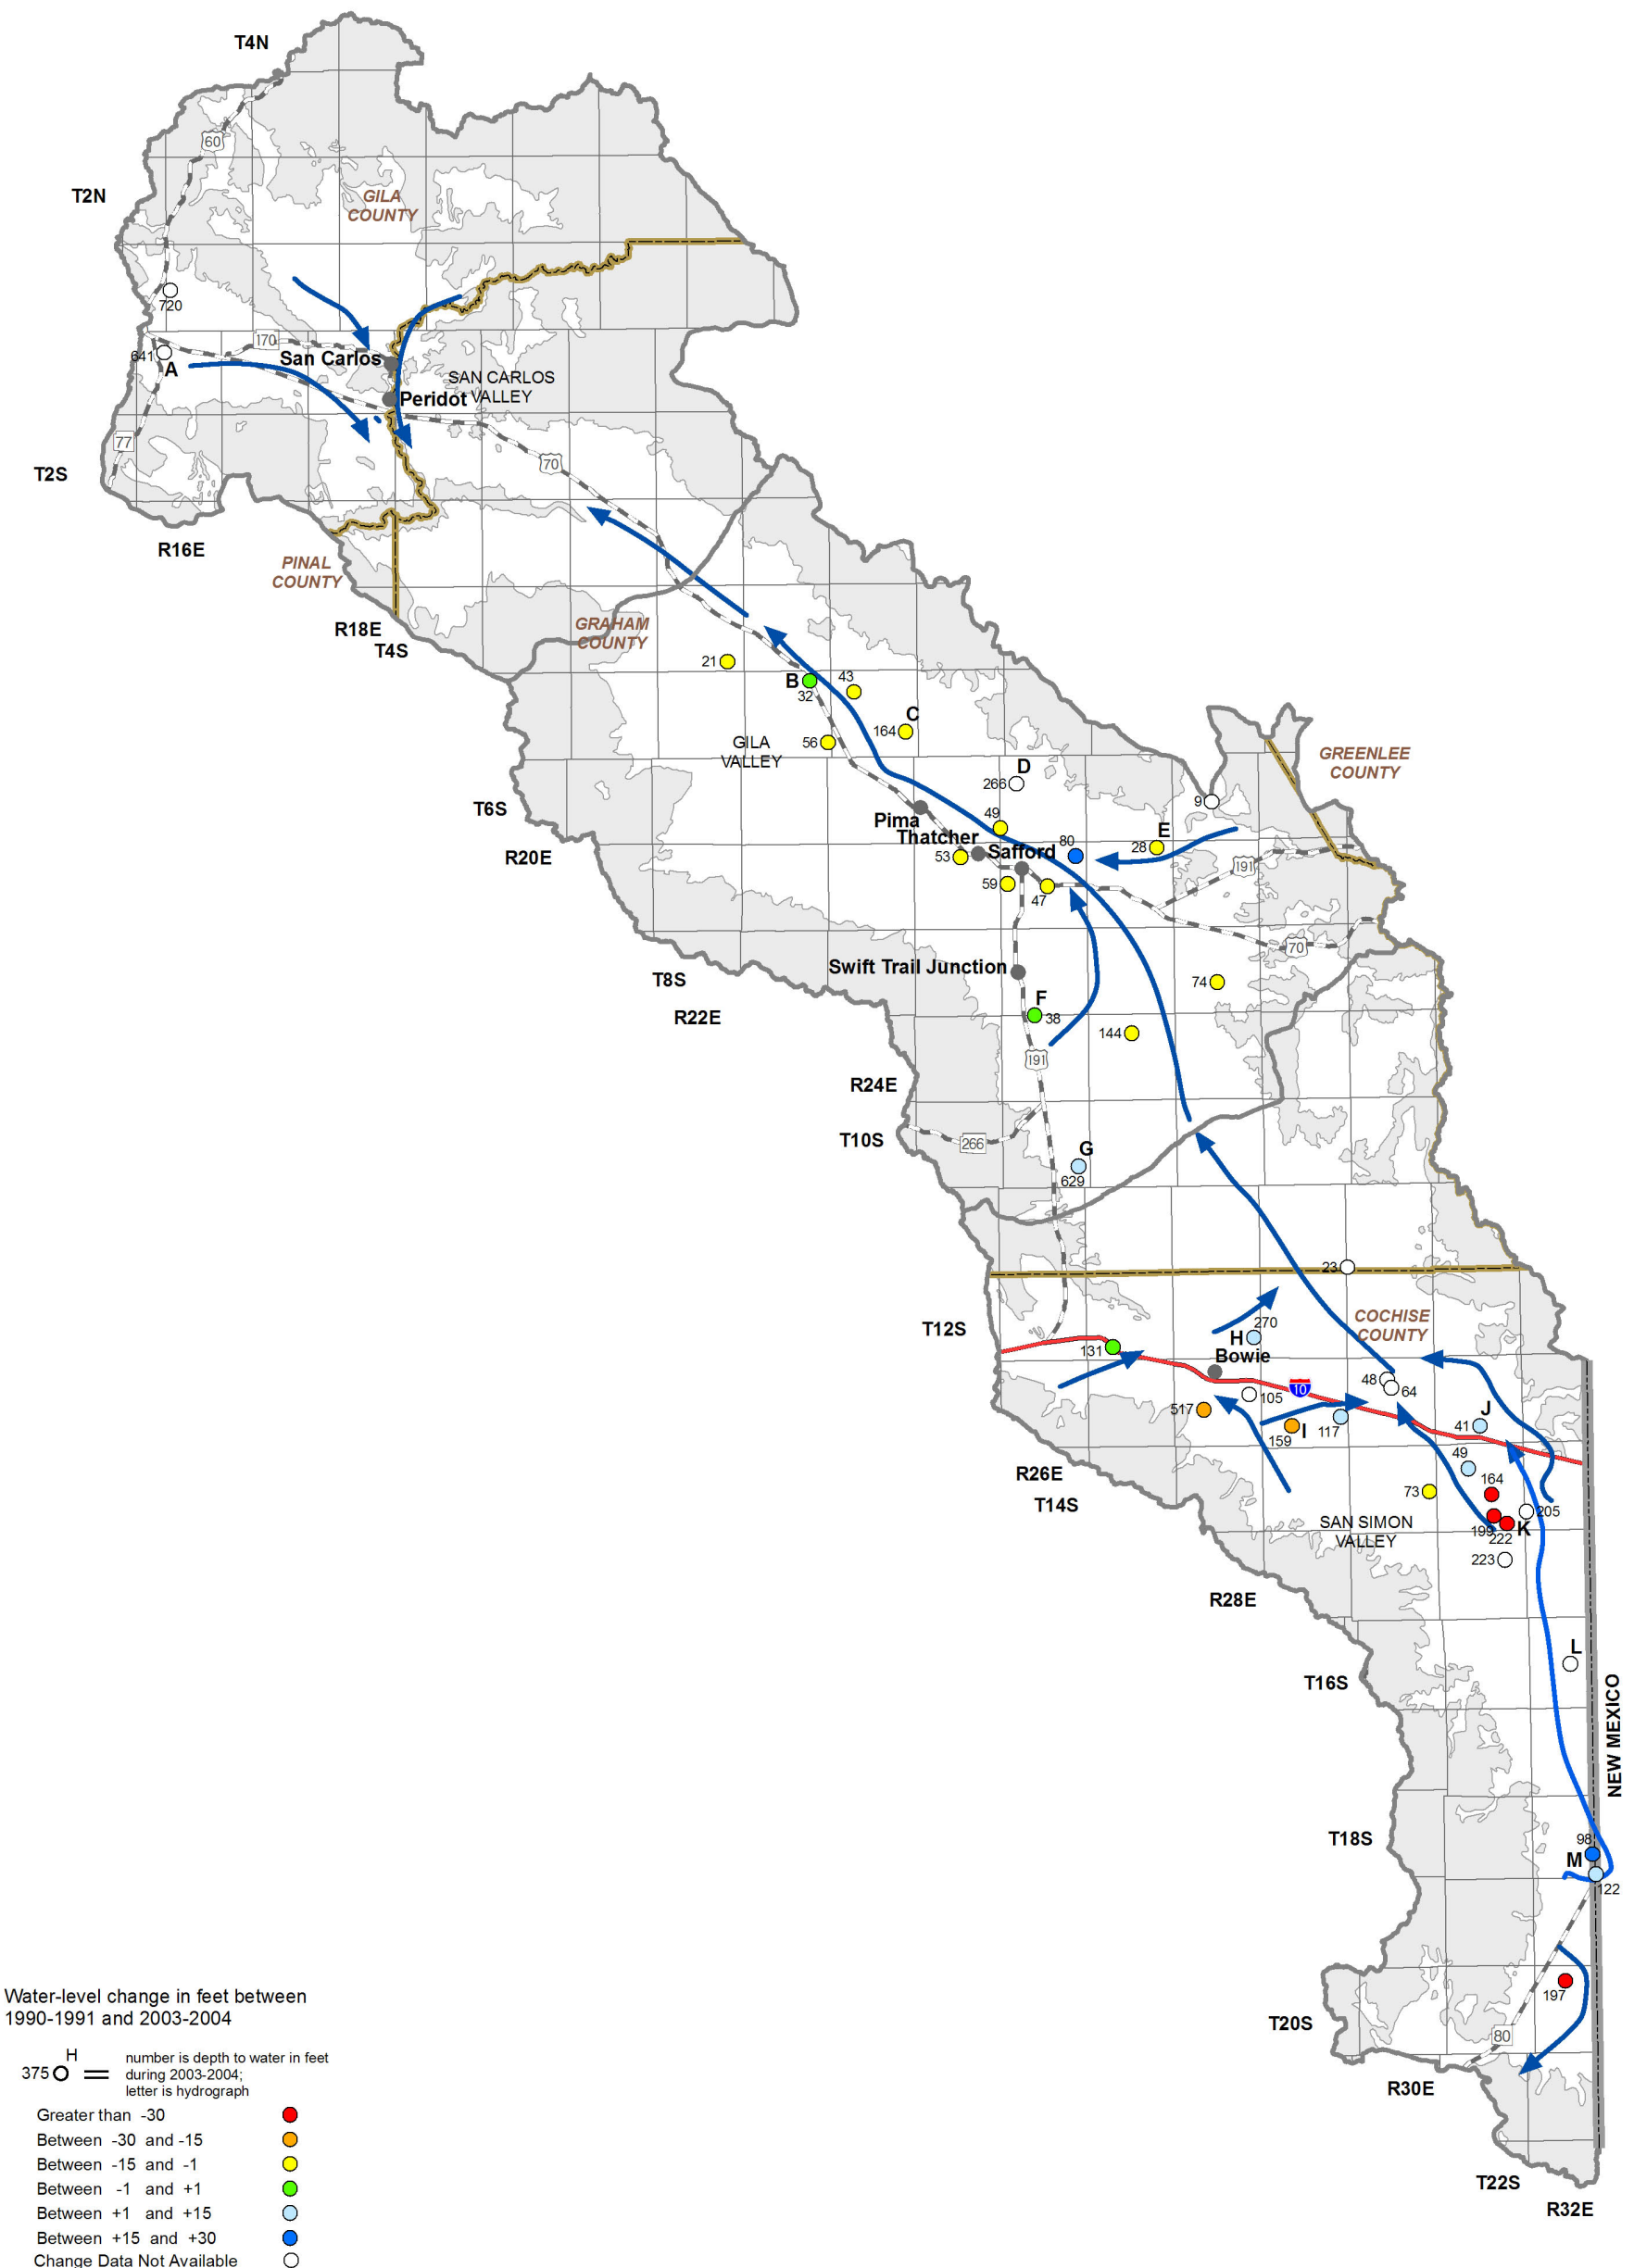 T4N
60
T2N
GILA
COUNTY
720
641
A
170
San Carlos
SAN CARLOS
VALLEY
Peridot
77
70
T2S
R16E
PINAL
COUNTY
R18E
T4S
GRAHAM
COUNTY
21
B
32
43
C
164
56
GILA
VALLEY
GREENLEE
COUNTY
D
266
9
T6S
49
Pima
Thatcher
E
28
80
Safford
53
R20E
191
59
47
70
Swift Trail Junction
T8S
74
F
38
R22E
144
191
R24E
T10S
266
G
629
23
COCHISE
COUNTY
T12S
270
H
131
Bowie
10
48
64
105
517
J
41
I
159
117
49
R26E
164
T14S
73
205
SAN SIMON
VALLEY
199
K
222
223
R28E
L
T16S
NEW MEXICO
T18S
98
M
122
197
T20S
80
R30E
T22S
R32E
Water-level change in feet between
1990-1991 and 2003-2004
H
375
number is depth to water in feet
during 2003-2004;
letter is hydrograph
Greater than -30
Between -30 and -15
Between -15 and -1
Between -1 and +1
Between +1 and +15
Between +15 and +30
Change Data Not Available